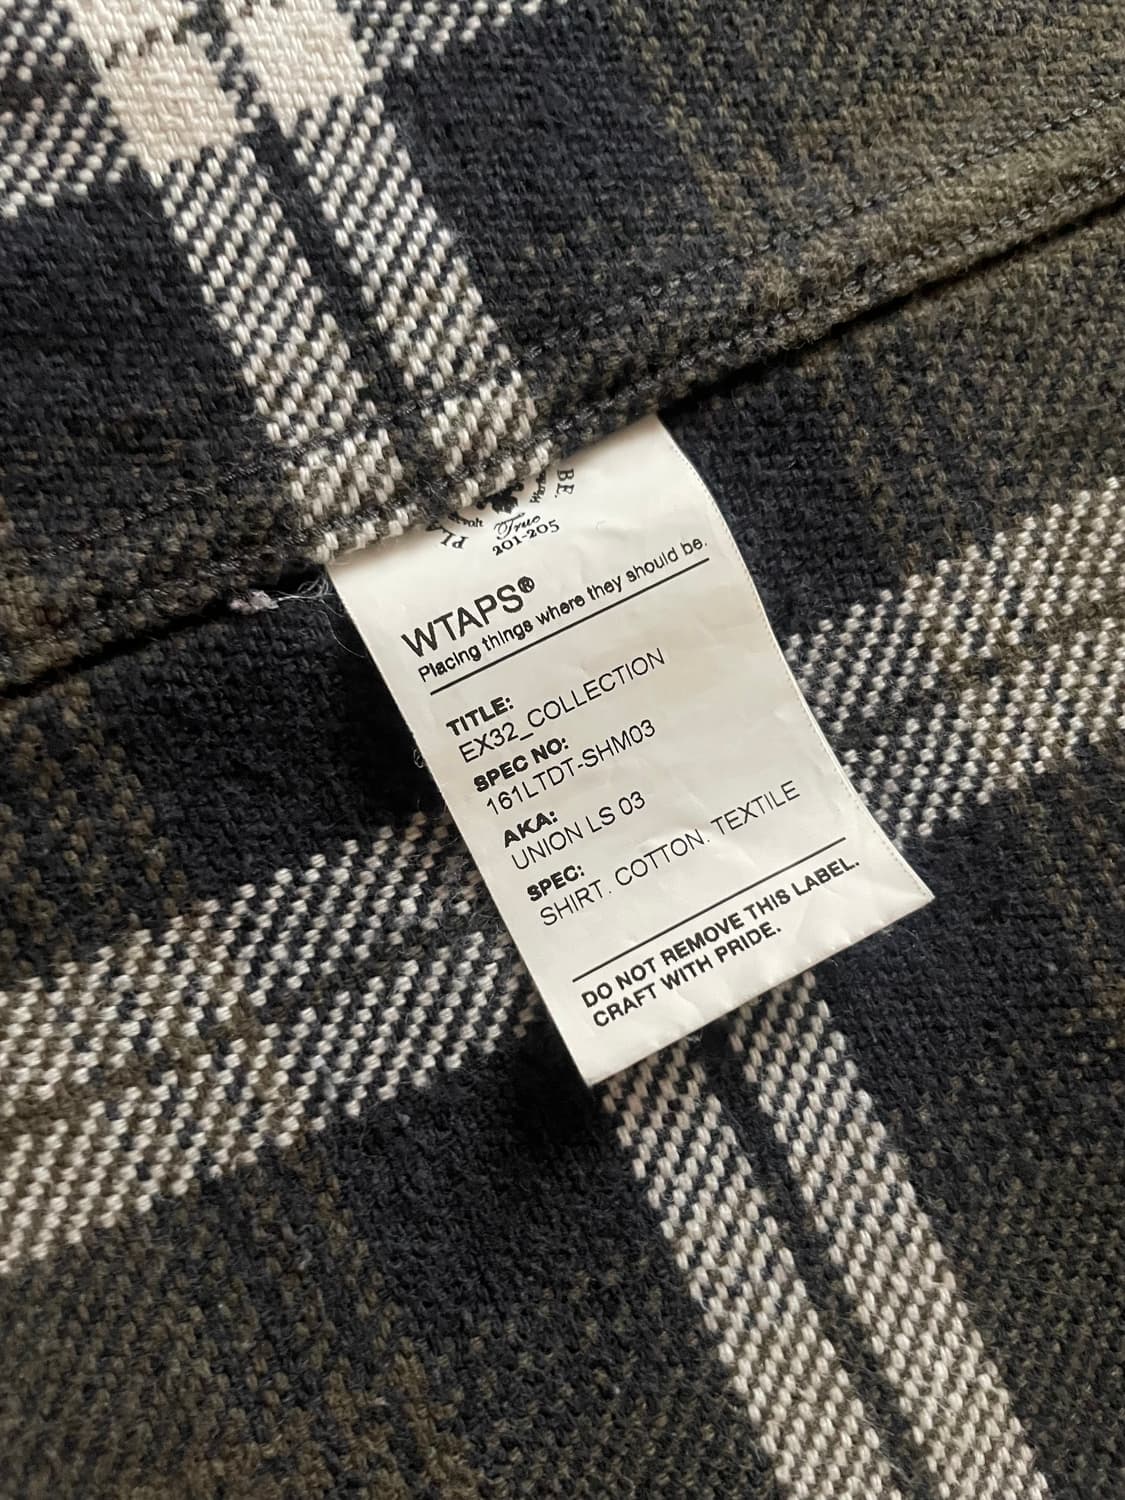 BE.
True
201-205
WTAPS®
Placing things where they should be.
TITLE:
EX32_COLLECTION
SPEC NO:
161LTDT-SHM03
AKA:
UNION LS 03
SPEC:
SHIRT. COTTON. TEXTILE
DO NOT REMOVE THIS LABEL.
CRAFT WITH PRIDE.